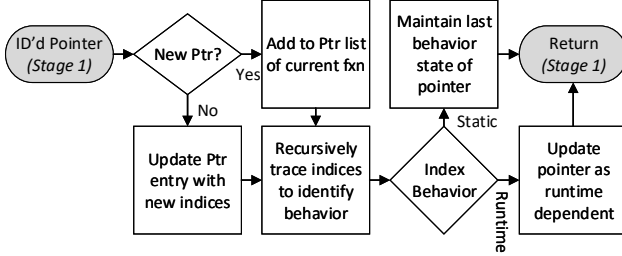 ID'd Pointer
(Stage 1)
New Ptr?
Yes
No
Add to Ptr list
of current fxn
Update Ptr
entry with
new indices
Recursively
trace indices
to identify
behavior
Maintain last
behavior
state of
pointer
Index
Behavior
Static
Runtime
Return
(Stage 1)
Update
pointer as
runtime
dependent